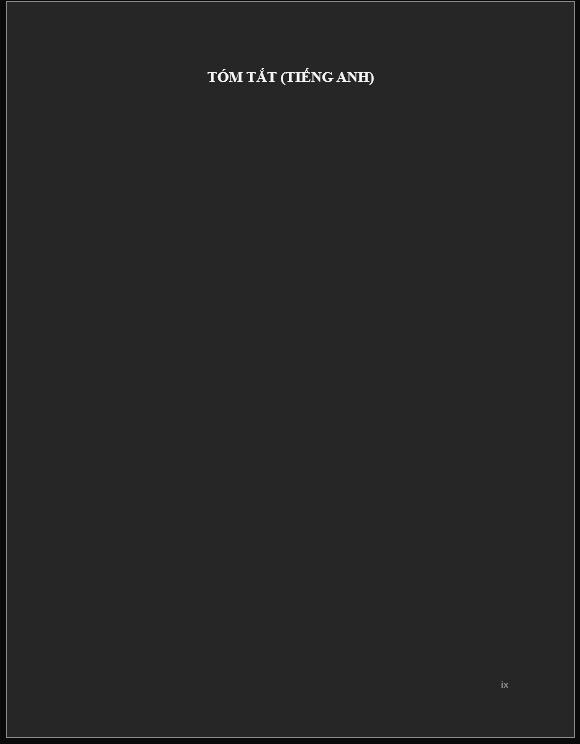 TÓM TẮT (TIẾNG ANH)
ix